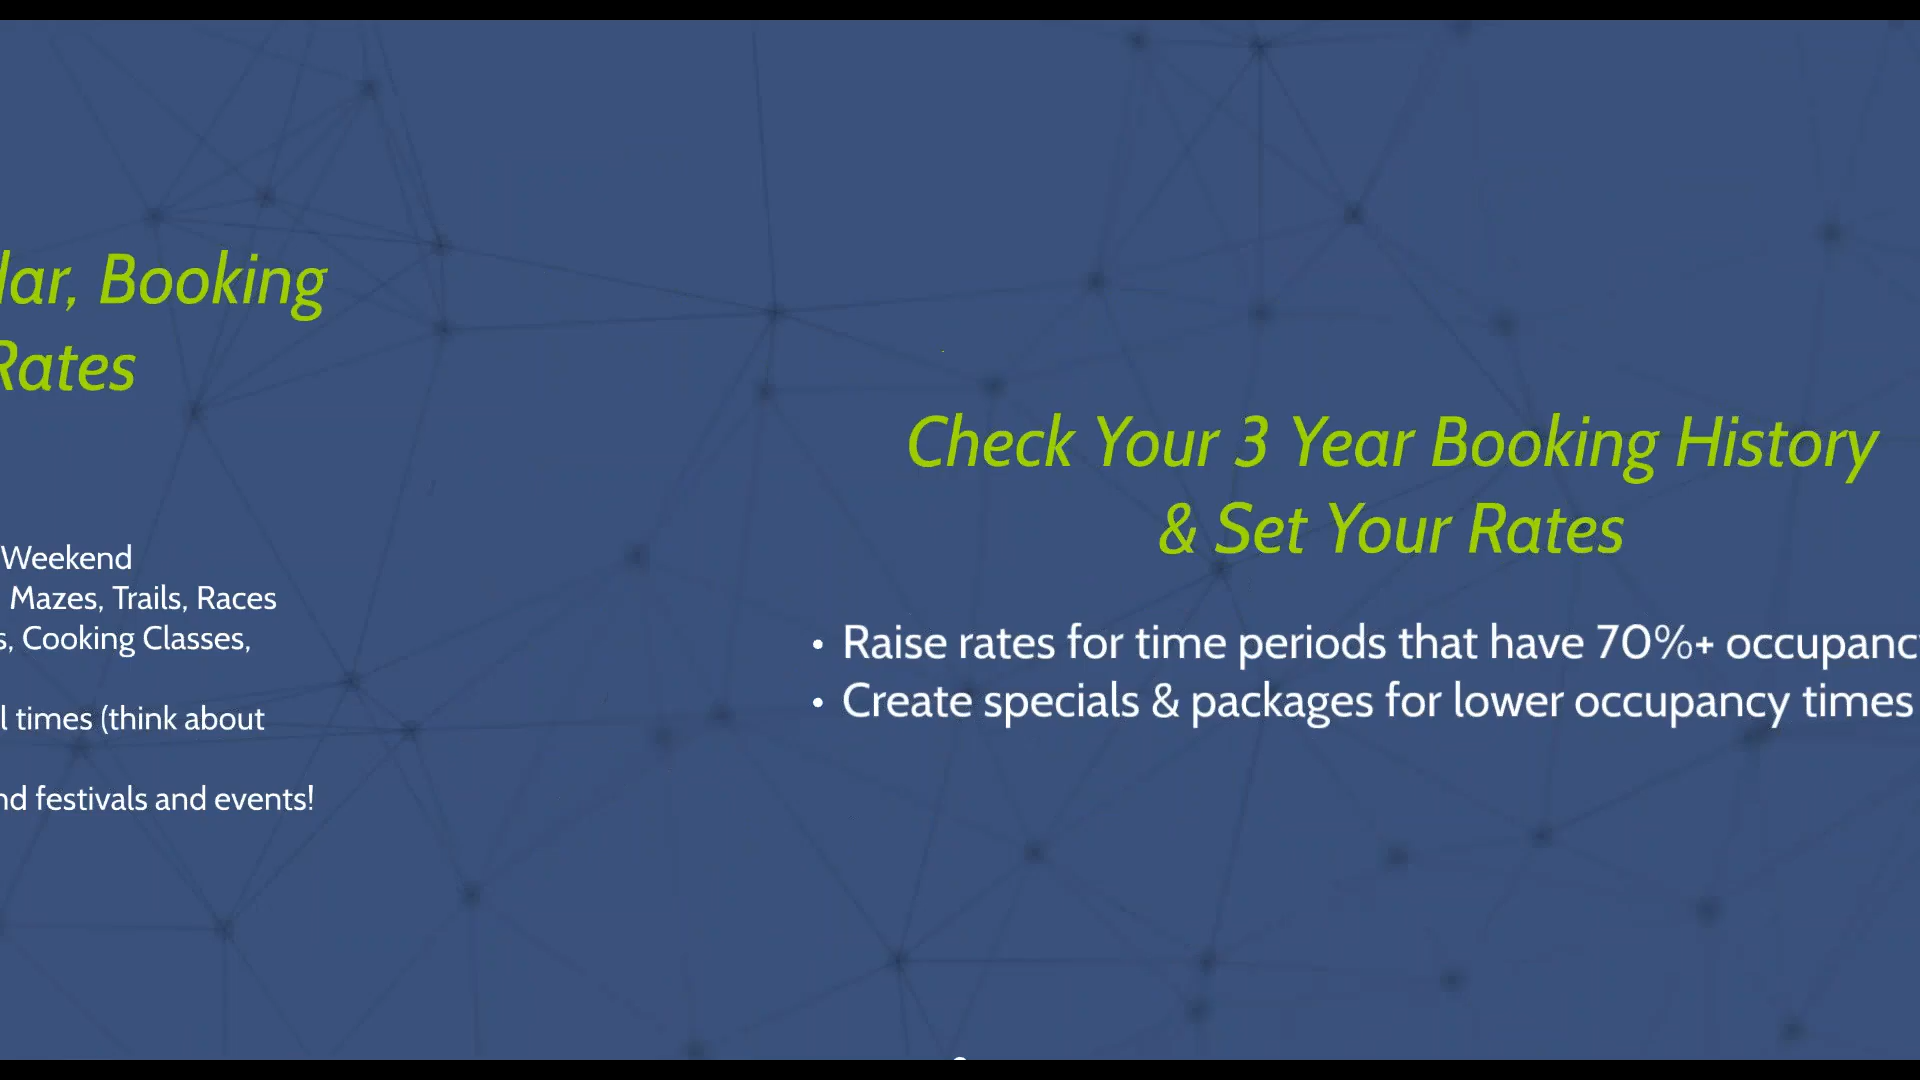 lar, Booking
Rates
Weekend
Mazes, Trails, Races
s, Cooking Classes,
l times (think about
nd festivals and events!
Check Your 3 Year Booking History
& Set Your Rates
• Raise rates for time periods that have 70%+ occupanc
• Create specials & packages for lower occupancy times